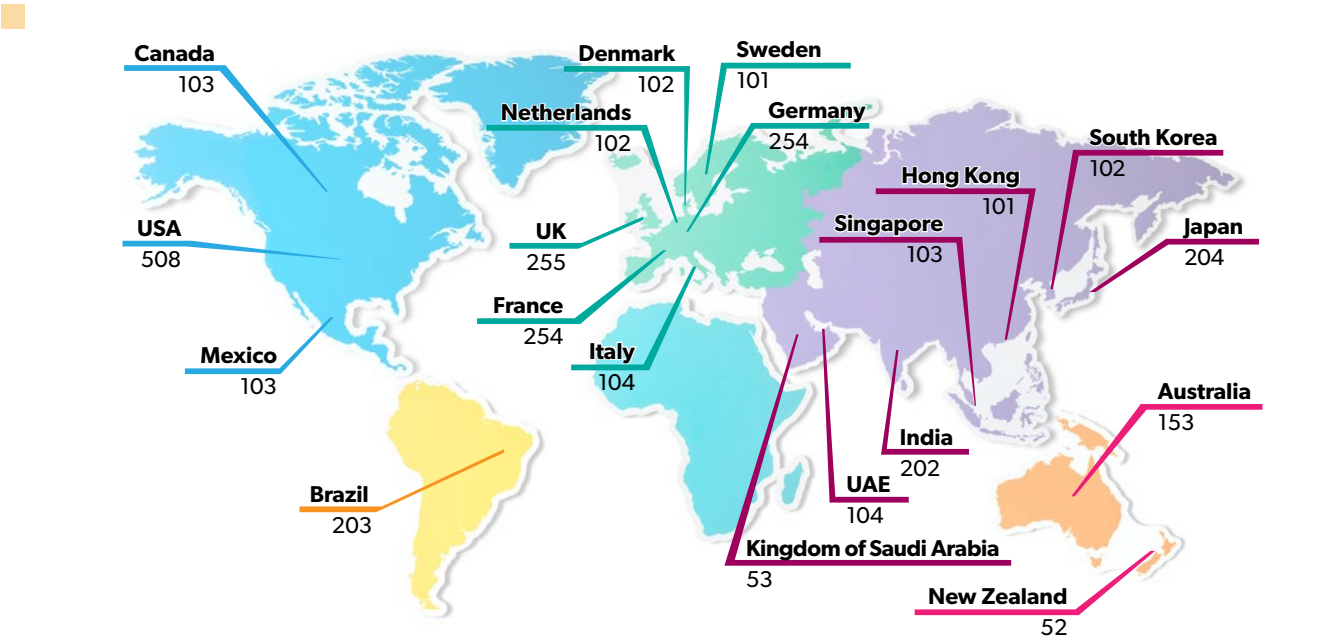 Canada
103
Denmark
102
Sweden
101
Netherlands
102
Germany
254
South Korea
102
Hong Kong
101
USA
508
UK
255
Singapore
103
Japan
204
France
254
Mexico
103
Italy
104
Australia
153
India
202
Brazil
203
UAE
104
Kingdom of Saudi Arabia
53
New Zealand
52